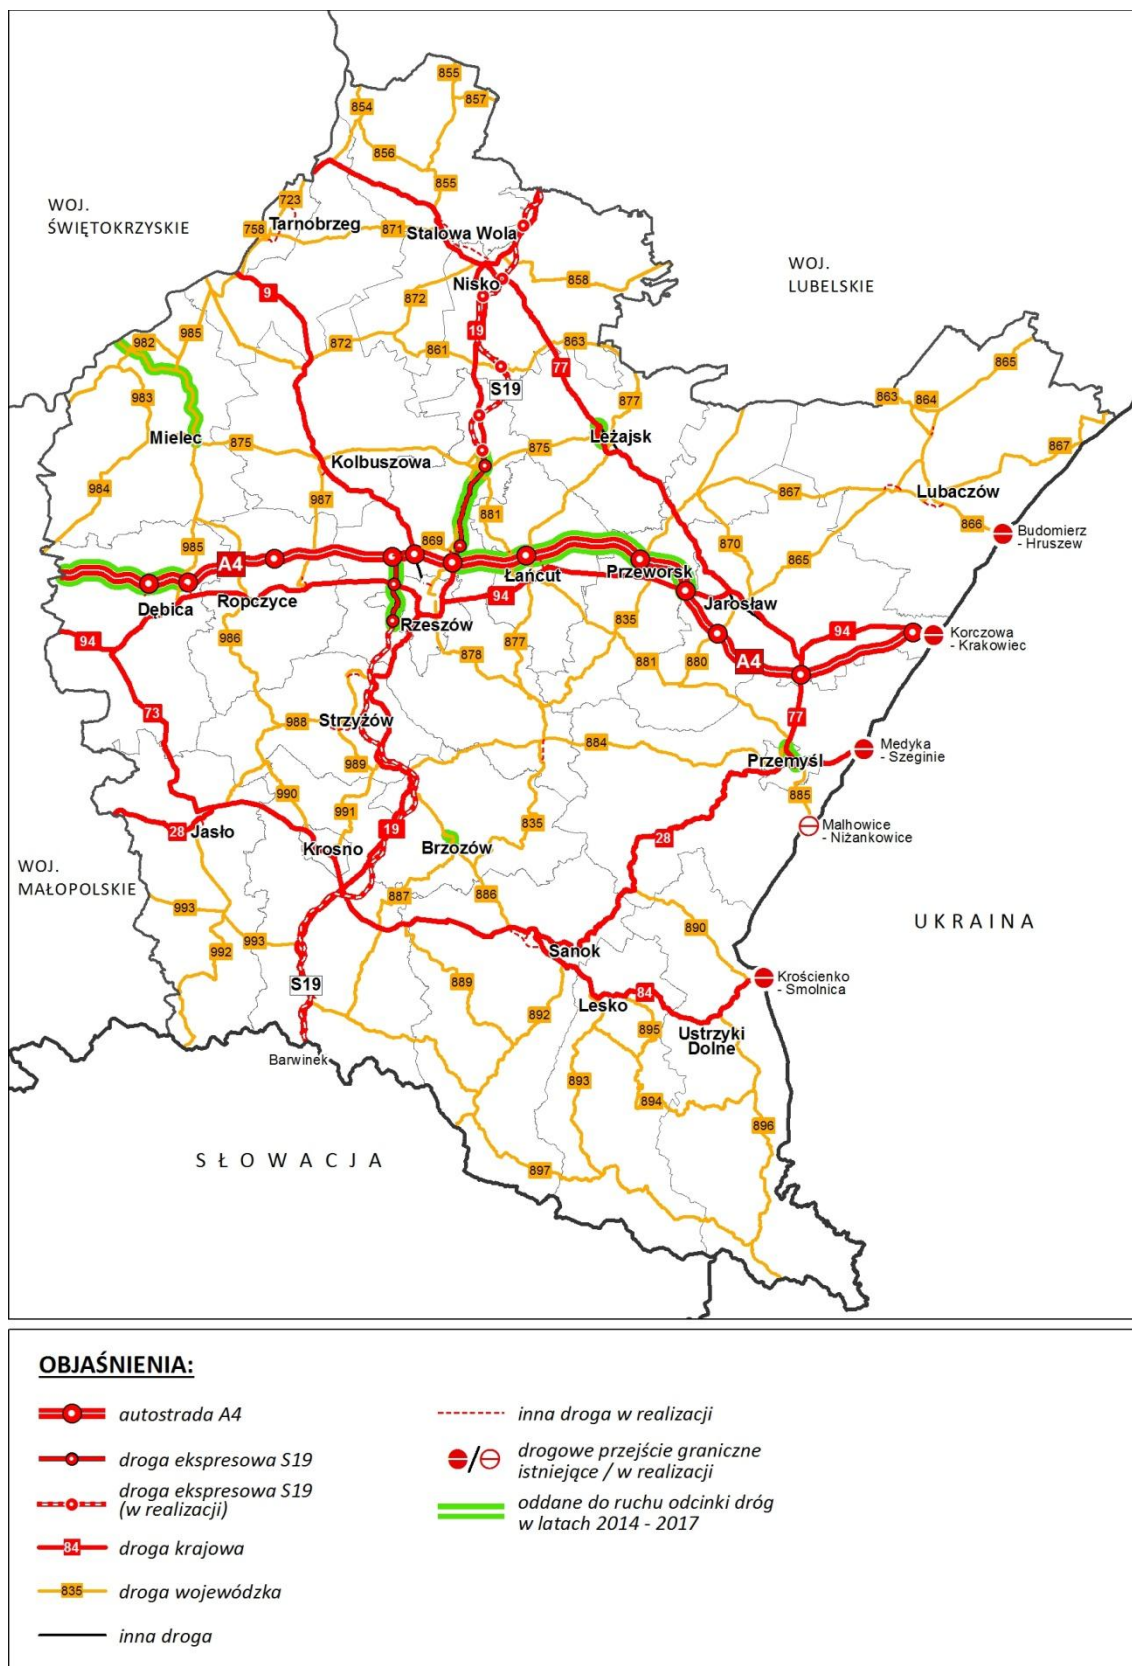 855
857
854
856
855
WOJ.
ŚWIĘTOKRZYSKIE
723
Tarnobrzeg
758
871
Stalowa Wola
WOJ.
LUBELSKIE
Nisko
858
9
872
19
872
861
863
77
S19
877
982
985
983
Mielec
875
Kolbuszowa
875
Leżajsk
865
863
864
867
984
987
881
867
Lubaczów
866
Budomierz
- Hruszew
985
A4
869
870
865
Dębica
Ropczyce
Łańcut
Przeworsk
94
Jarosław
94
986
Rzeszów
877
835
94
Korczowa
- Krakowiec
878
881
880
A4
73
988
Strzyżów
77
884
Przemyśl
Medyka
- Szeginie
989
990
991
885
28
Jasło
19
835
28
Malhowice
- Niżankowice
Krosno
Brzozów
WOJ.
MAŁOPOLSKIE
887
886
993
890
UKRAINA
992
993
Sanok
S19
889
Krościenko
- Smolnica
84
Lesko
892
895
Ustrzyki
Dolne
Barwinek
893
894
896
SŁOWACJA
897
OBJAŚNIENIA:
autostrada A4
droga ekspresowa S19
droga ekspresowa S19
(w realizacji)
84 droga krajowa
835 droga wojewódzka
inna droga
inna droga w realizacji
/ drogowe przejście graniczne
istniejące / w realizacji
oddane do ruchu odcinki dróg
w latach 2014 - 2017